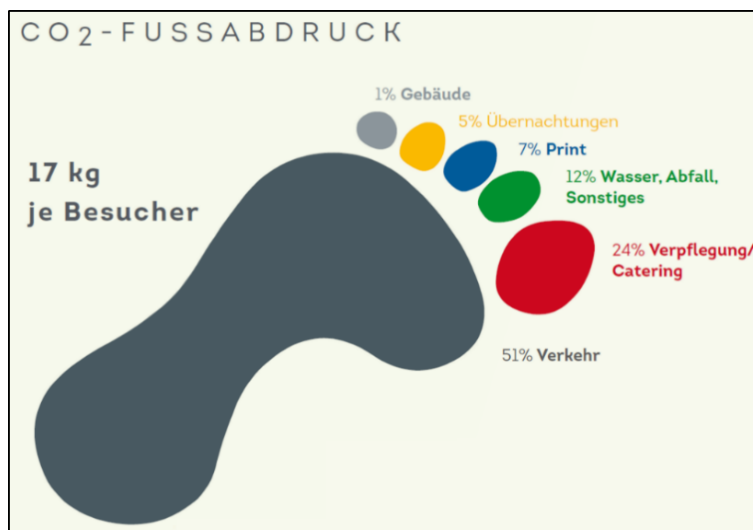 CO2-FUSSABDRUCK
1% Gebäude
5% Übernachtungen
7% Print
12% Wasser, Abfall,
Sonstiges
17 kg
je Besucher
24% Verpflegung/
Catering
51% Verkehr